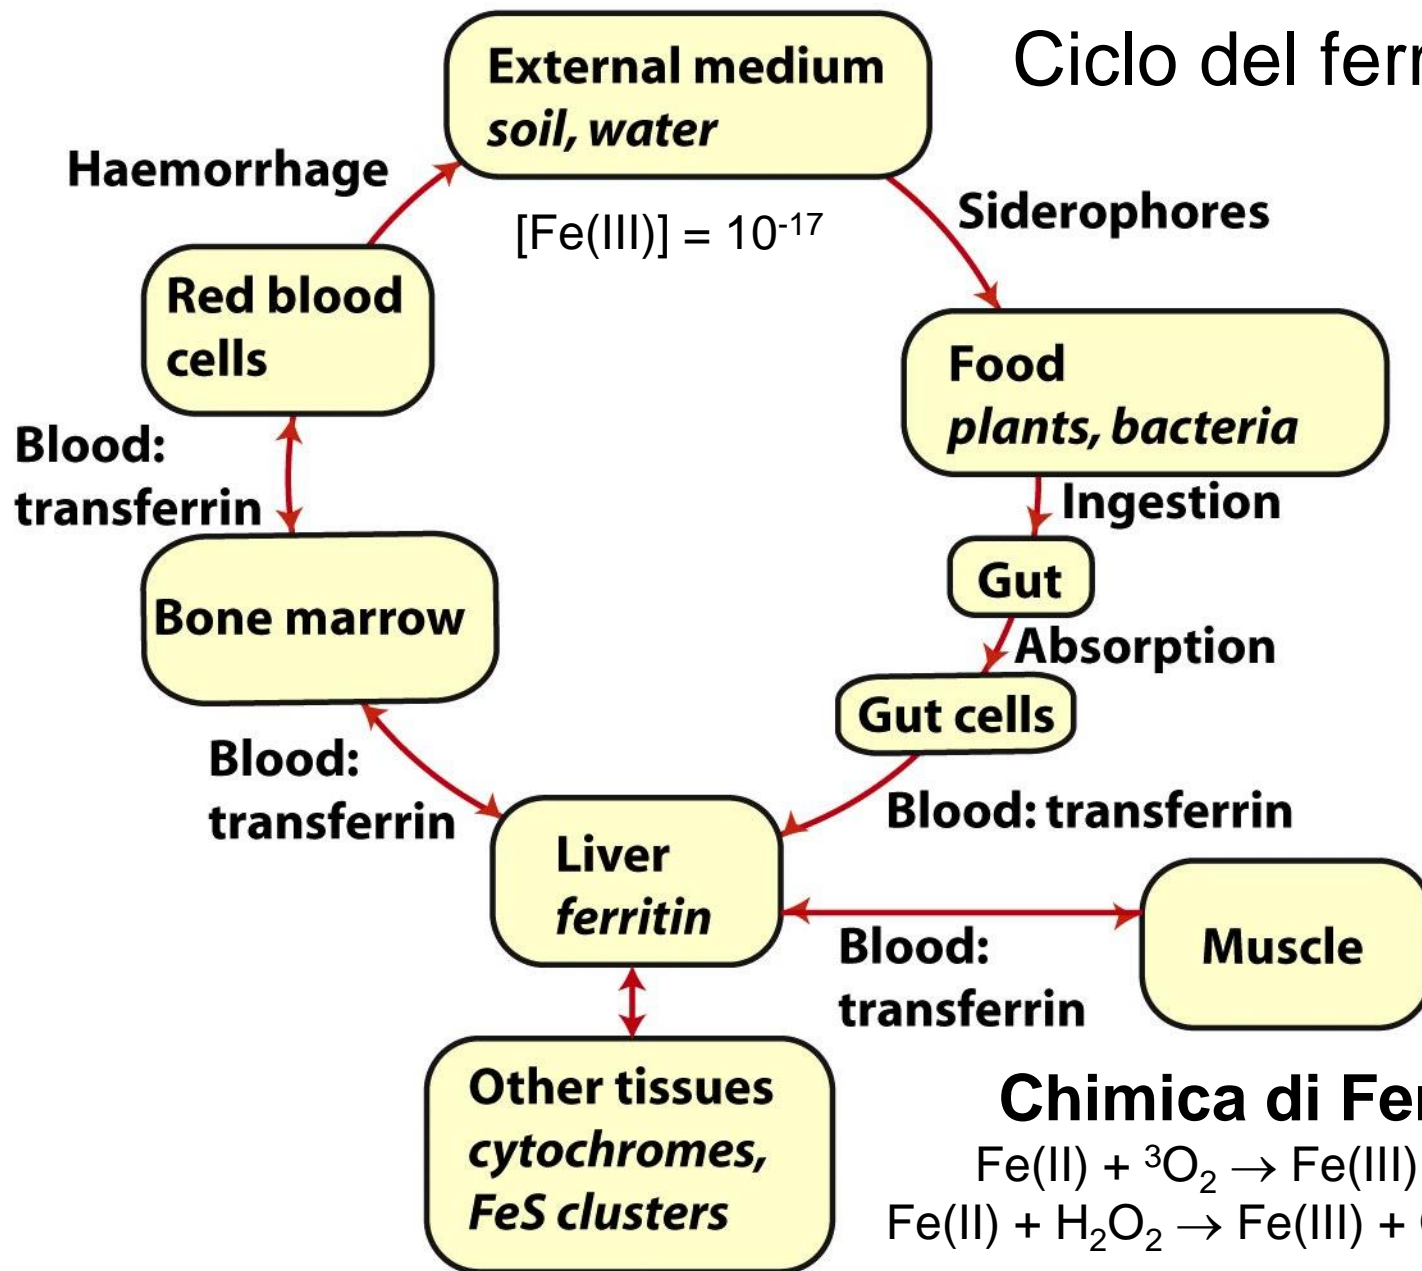 Ciclo del ferr
External medium
soil, water
Haemorrhage
[Fe(III)] = 10⁻¹⁷
Siderophores
Red blood
cells
Food
plants, bacteria
Blood:
transferrin
Ingestion
Gut
Bone marrow
Absorption
Gut cells
Blood:
transferrin
Blood: transferrin
Liver
ferritin
Blood:
transferrin
Muscle
Other tissues
cytochromes,
FeS clusters
Chimica di Fe
Fe(II) + ³O₂ → Fe(III)
Fe(II) + H₂O₂ → Fe(III) +